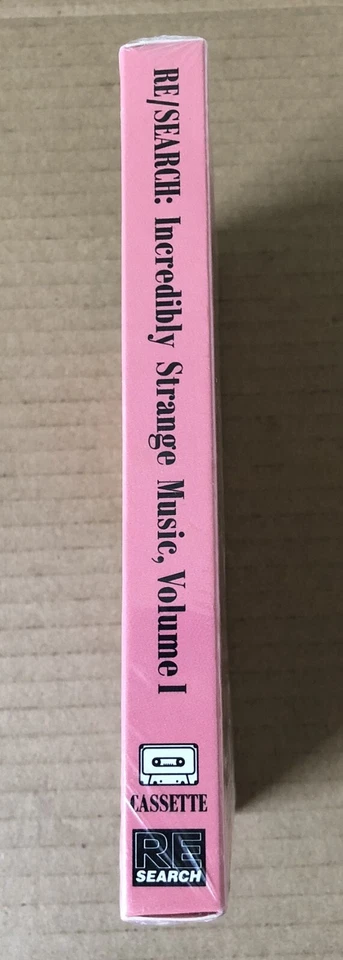 RE/SEARCH: Incredibly Strange Music, Volume I
CASSETTE
RE
SEARCH